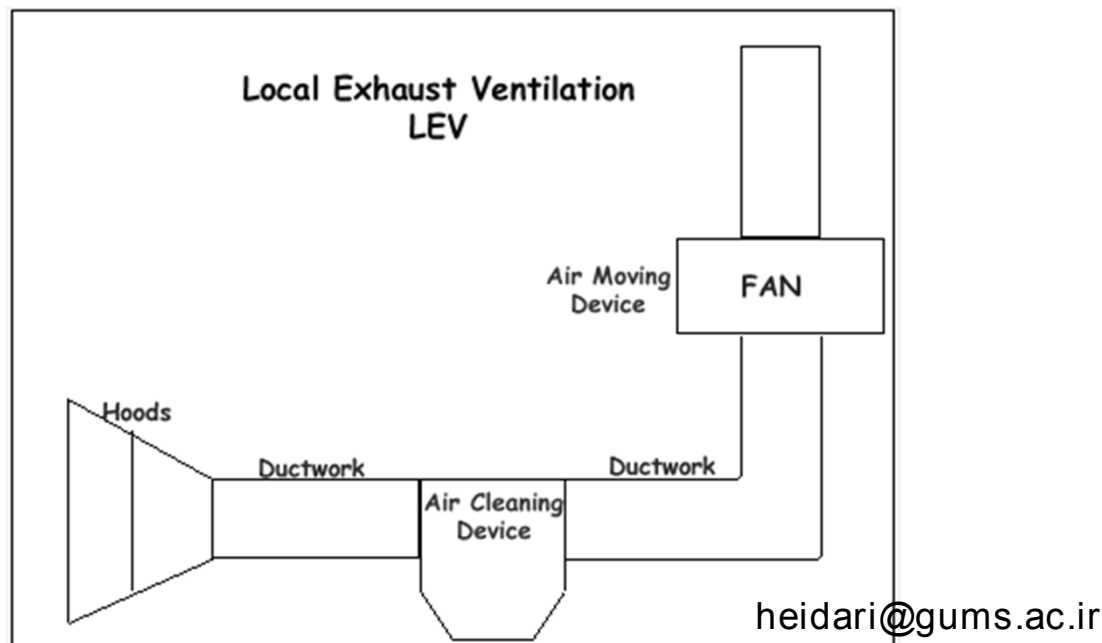 Local Exhaust Ventilation
LEV
Air Moving
Device
FAN
Hoods
Ductwork
Ductwork
Air Cleaning
Device
heidari@gums.ac.ir